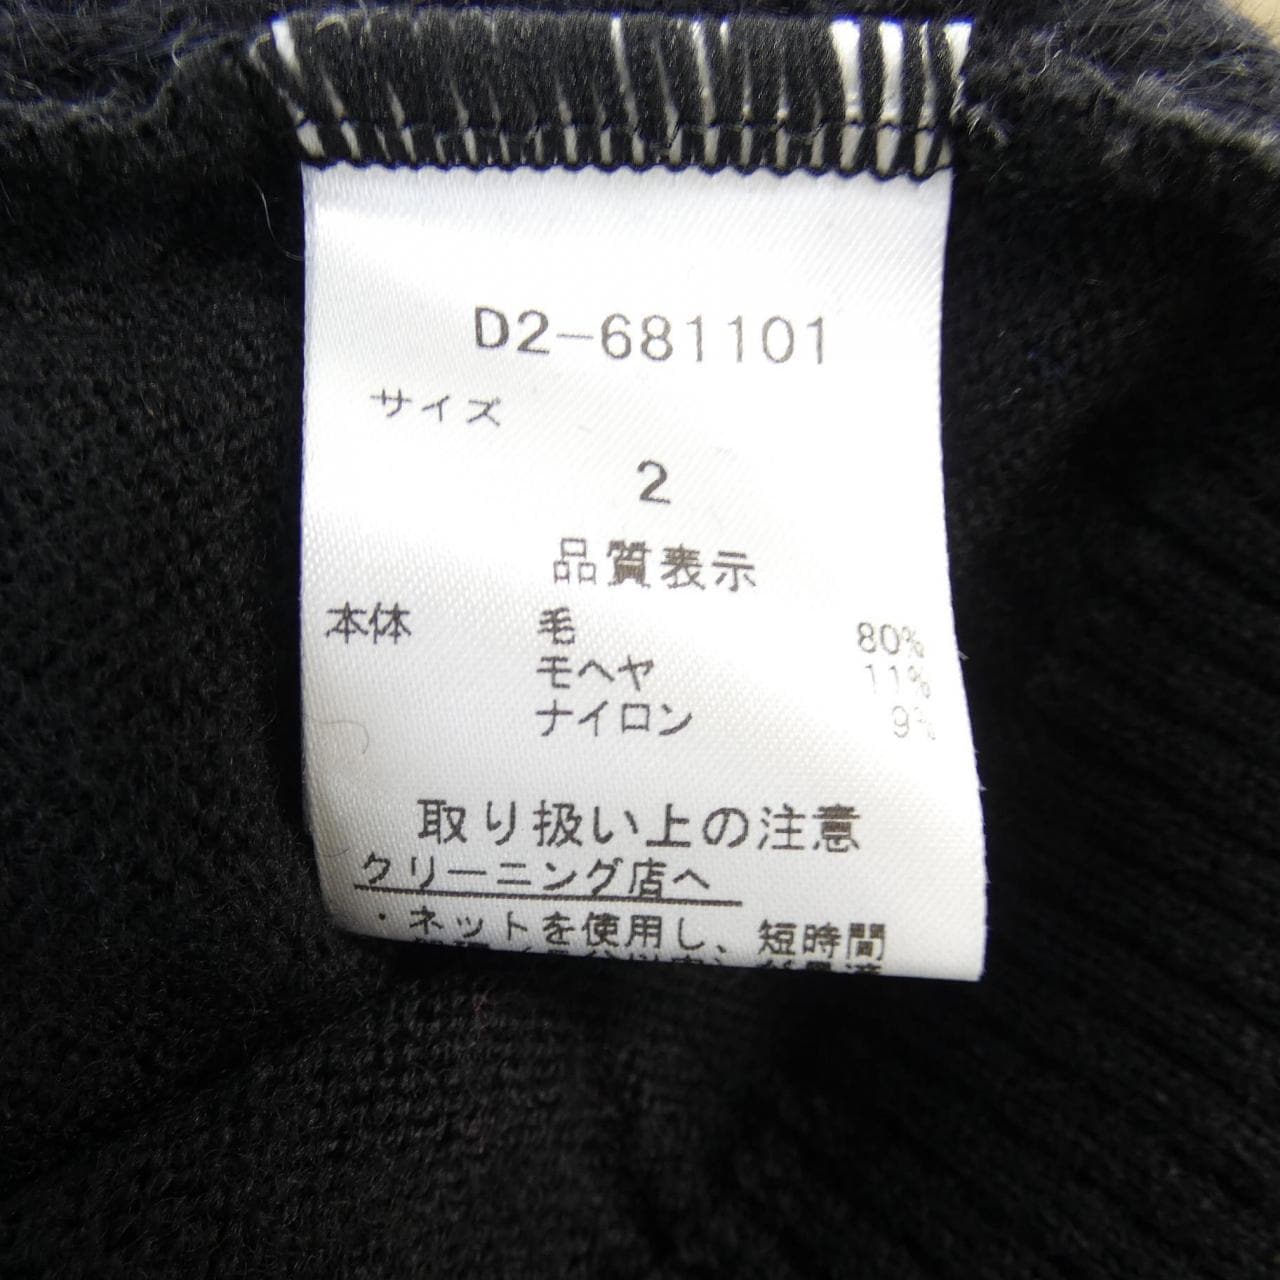 D2-681101
サイズ
2
品質表示
本体 毛 80%
モヘヤ 11%
ナイロン 9%
取り扱い上の注意
クリーニング店へ
・ネットを使用し、短時間